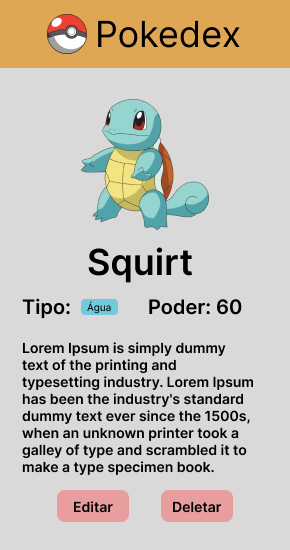 Pokedex
Squirt
Tipo: Água Poder: 60
Lorem Ipsum is simply dummy
text of the printing and
typesetting industry. Lorem Ipsum
has been the industry's standard
dummy text ever since the 1500s,
when an unknown printer took a
galley of type and scrambled it to
make a type specimen book.
Editar Deletar